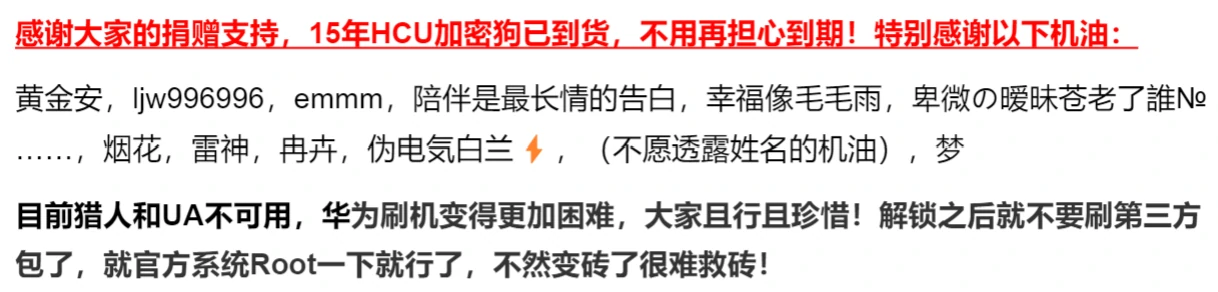 感谢大家的捐赠支持，15年HCU加密狗已到货，不用再担心到期！特别感谢以下机油：
黄金安，ljw996996，emmm，陪伴是最长情的告白，幸福像毛毛雨，卑微の暧昧苍老了誰№
……，烟花，雷神，冉卉，伪电気白兰⚡，（不愿透露姓名的机油），梦
目前猎人和UA不可用，华为刷机变得更加困难，大家且行且珍惜！解锁之后就不要刷第三方
包了，就官方系统Root一下就行了，不然变砖了很难救砖！